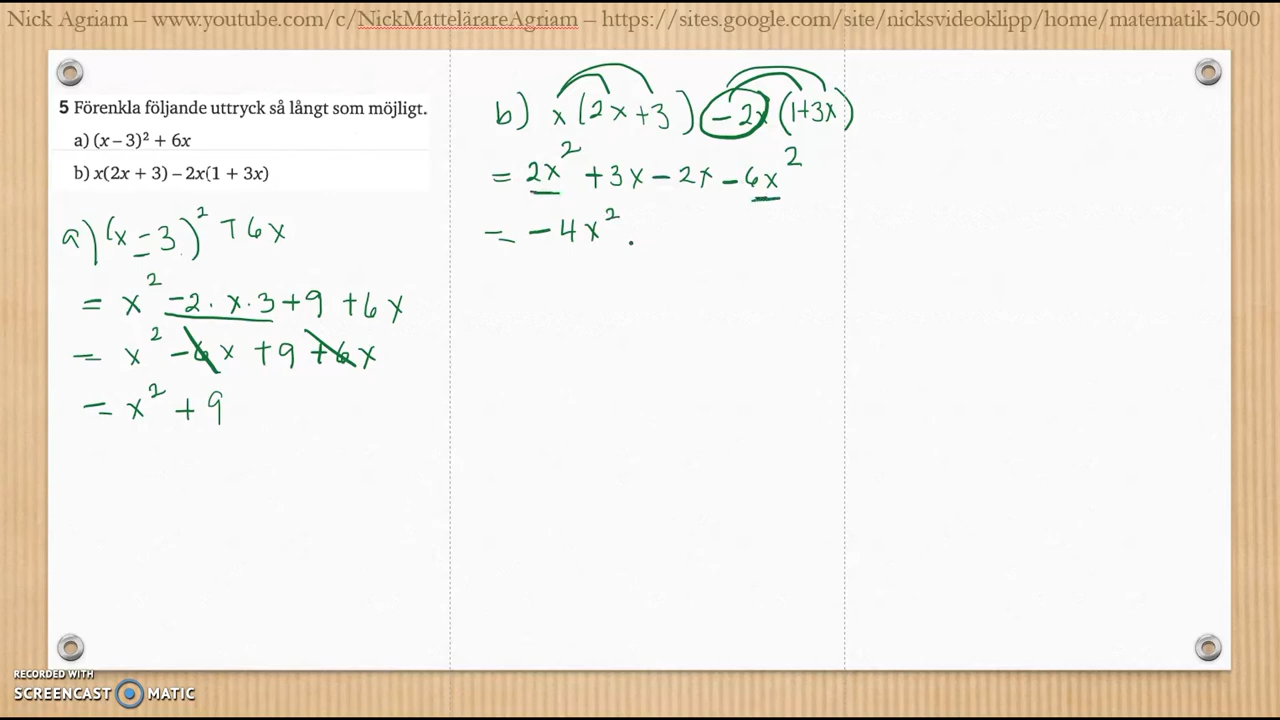 Nick Agriam – www.youtube.com/c/NickMattelärareAgriam – https://sites.google.com/site/nicksvideoklipp/home/matematik-5000
5 Förenkla följande uttryck så långt som möjligt.
a) (x – 3)² + 6x
b) x(2x + 3) – 2x(1 + 3x)
a) (x – 3)² + 6x
= x² – 2 · x · 3 + 9 + 6x
= x² – 6x + 9 + 6x
= x² + 9
b) x(2x + 3) – 2x(1 + 3x)
= 2x² + 3x – 2x – 6x²
= – 4x²
RECORDED WITH
SCREENCAST MATIC